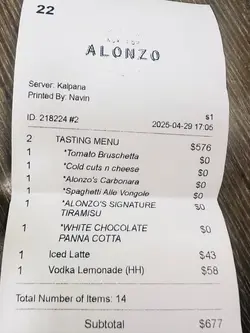 22
ALONZO
Server: Kalpana
Printed By: Navin
$1
ID. 218224 #2 2025-04-29 17:05
2 TASTING MENU $576
1 *Tomato Bruschetta $0
1 *Cold cuts n cheese $0
1 *Alonzo's Carbonara $0
1 *Spaghetti Alle Vongole $0
1 *ALONZO'S SIGNATURE $0
TIRAMISU
1 *WHITE CHOCOLATE $0
PANNA COTTA
1 Iced Latte $43
1 Vodka Lemonade (HH) $58
Total Number of Items: 14
Subtotal $677